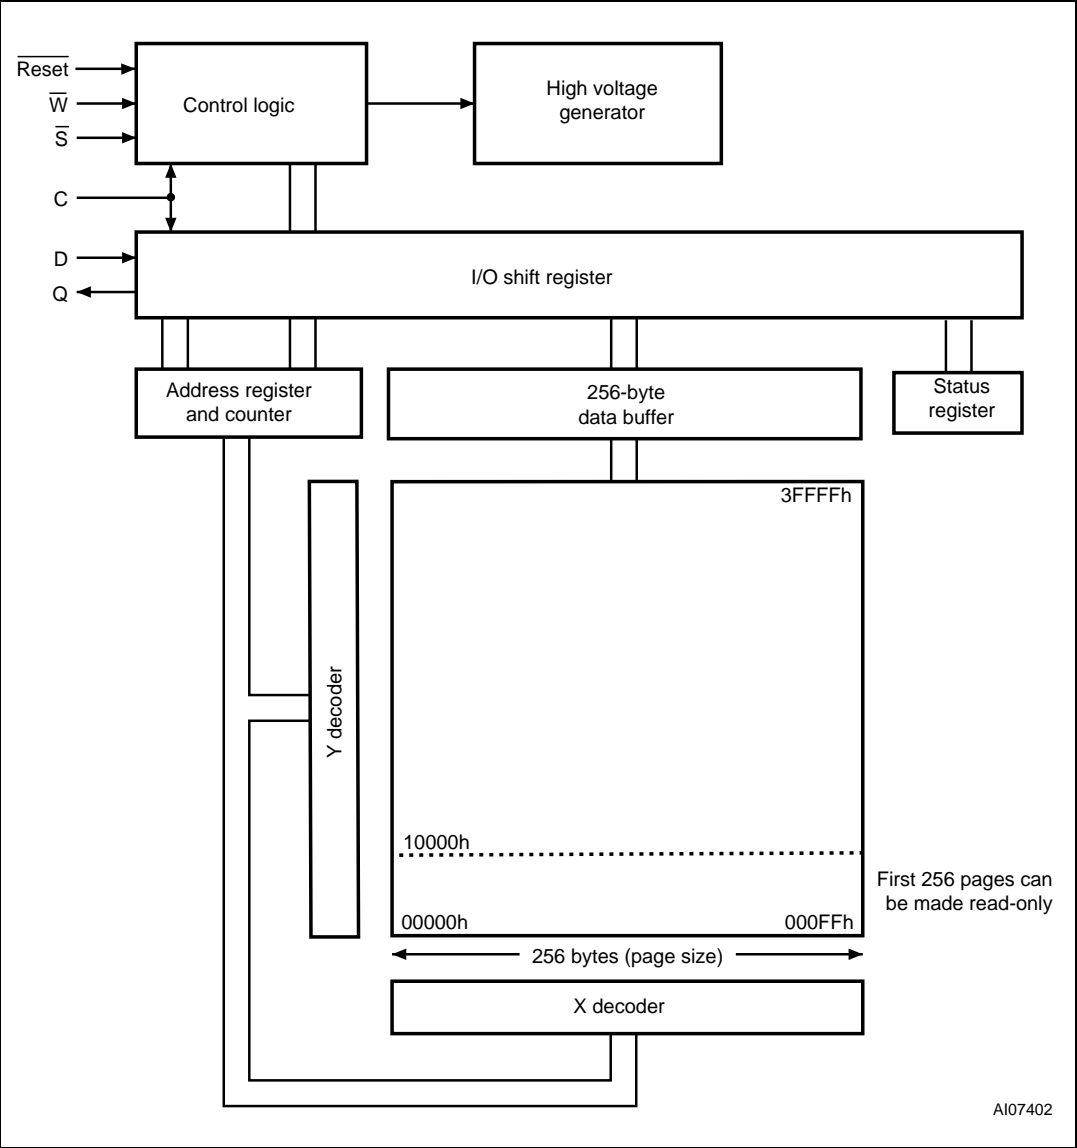 Reset
W
S
C
D
Q
Control logic
High voltage
generator
I/O shift register
Address register
and counter
256-byte
data buffer
Status
register
3FFFFh
Y decoder
10000h
First 256 pages can
be made read-only
00000h
000FFh
256 bytes (page size)
X decoder
AI07402